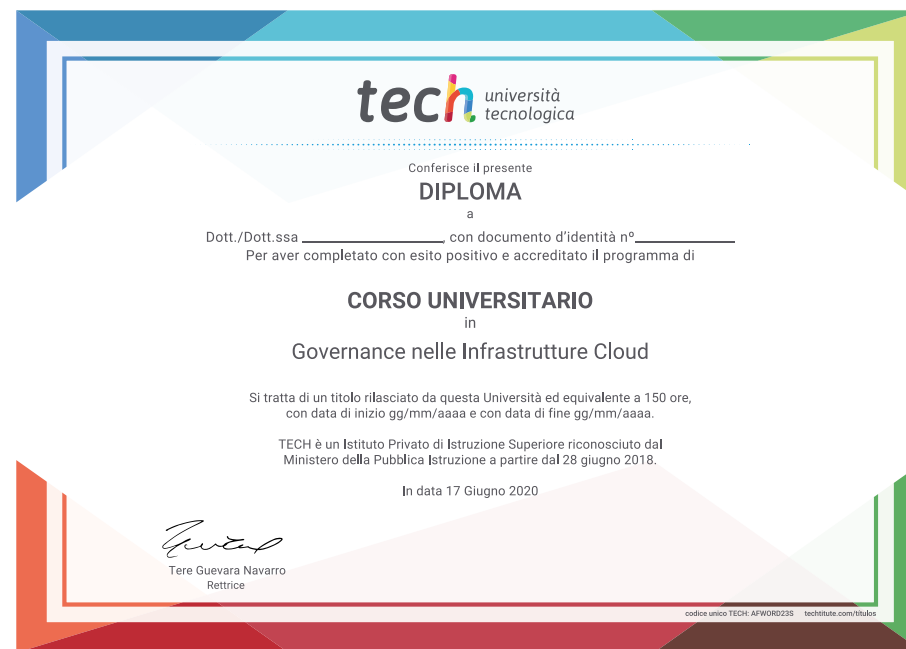 tech università
tecnologica
Conferisce il presente
DIPLOMA
a
Dott./Dott.ssa ____________________, con documento d'identità nº______________
Per aver completato con esito positivo e accreditato il programma di
CORSO UNIVERSITARIO
in
Governance nelle Infrastrutture Cloud
Si tratta di un titolo rilasciato da questa Università ed equivalente a 150 ore,
con data di inizio gg/mm/aaaa e con data di fine gg/mm/aaaa.
TECH è un Istituto Privato di Istruzione Superiore riconosciuto dal
Ministero della Pubblica Istruzione a partire dal 28 giugno 2018.
In data 17 Giugno 2020
Tere Guevara Navarro
Rettrice
codice unico TECH: AFWORD23S techtitute.com/titulos